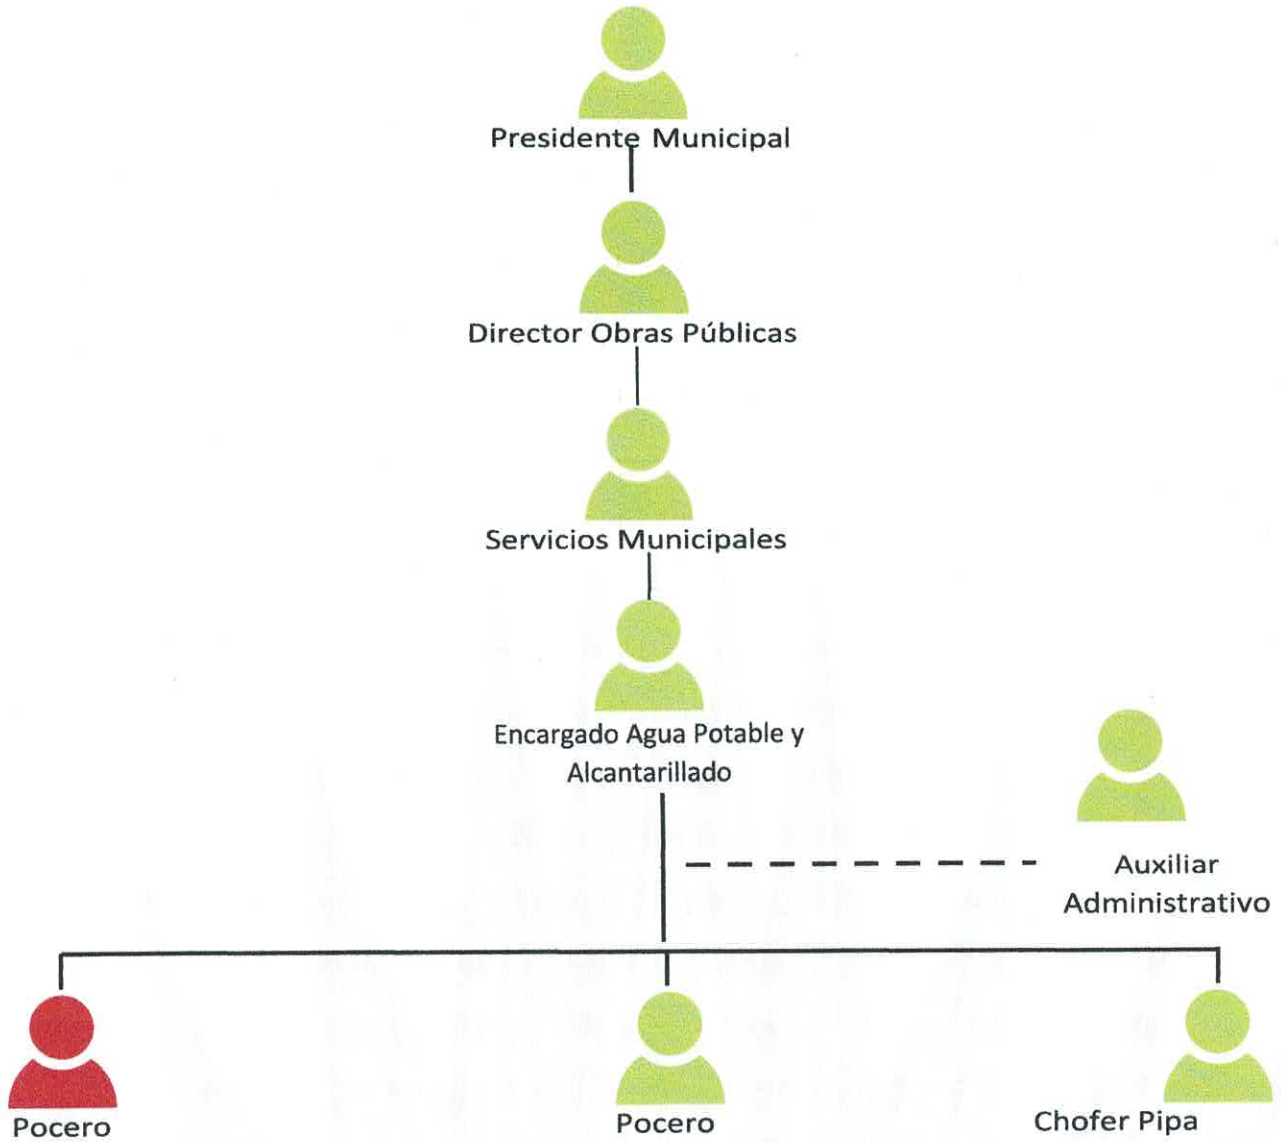 Presidente Municipal
Director Obras Públicas
Servicios Municipales
Encargado Agua Potable y
Alcantarillado
Auxiliar
Administrativo
Pocero
Pocero
Chofer Pipa